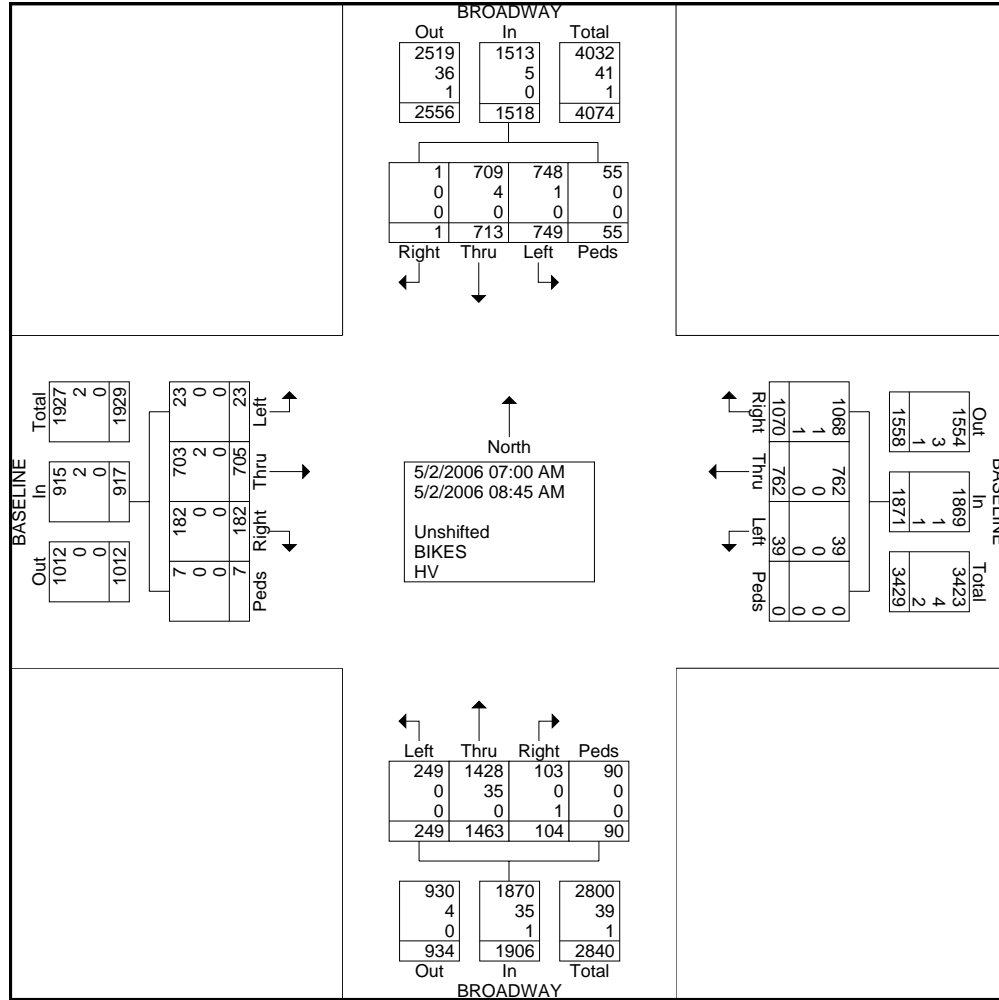 BROADWAY
Out In Total
2519 1513 4032
36 5 41
1 0 1
2556 1518 4074
1 709 748 55
0 4 1 0
0 0 0 0
1 713 749 55
Right Thru Left Peds
BASELINE
Total In Out
1927 915 1012
2 2 0
0 0 0
1929 917 1012
23 703 182 7
0 2 0 0
0 0 0 0
23 705 182 7
Left Thru Right Peds
North
5/2/2006 07:00 AM
5/2/2006 08:45 AM
Unshifted
BIKES
HV
Right Thru Left Peds
1070 762 39 0
1 0 0 0
1 0 0 0
1068 762 39 0
Out In Total
1554 1869 3423
3 1 4
1 1 2
1558 1871 3429
BASELINE
Left Thru Right Peds
249 1428 103 90
0 35 0 0
0 0 1 0
249 1463 104 90
930 1870 2800
4 35 39
0 1 1
934 1906 2840
Out In Total
BROADWAY